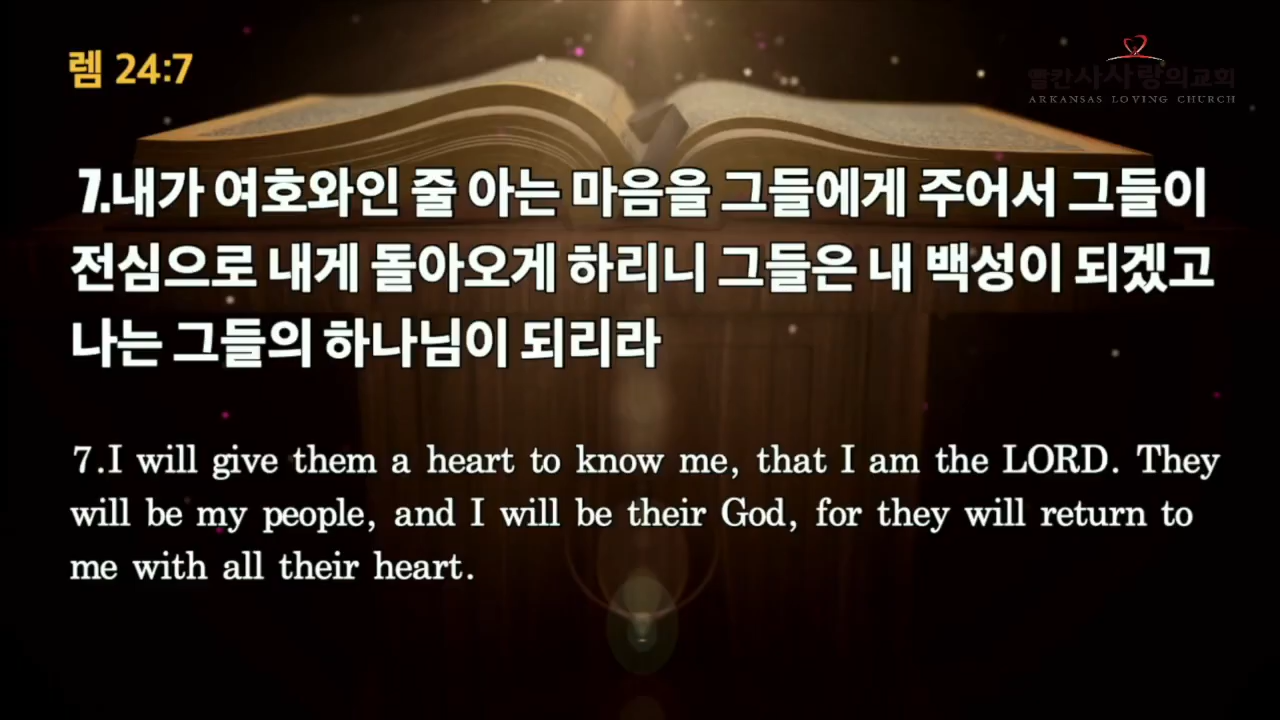 렘 24:7
빨칸사사랑의교회
ARKANSAS LOVING CHURCH
7.내가 여호와인 줄 아는 마음을 그들에게 주어서 그들이
전심으로 내게 돌아오게 하리니 그들은 내 백성이 되겠고
나는 그들의 하나님이 되리라
7.I will give them a heart to know me, that I am the LORD. They
will be my people, and I will be their God, for they will return to
me with all their heart.